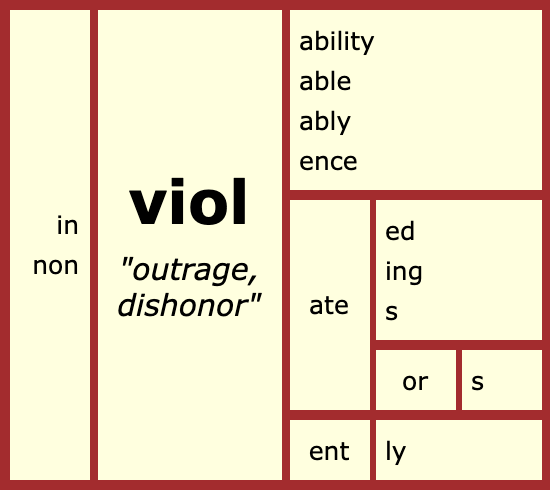 in
non
viol
"outrage,
dishonor"
ability
able
ably
ence
ate
ed
ing
s
or
s
ent
ly